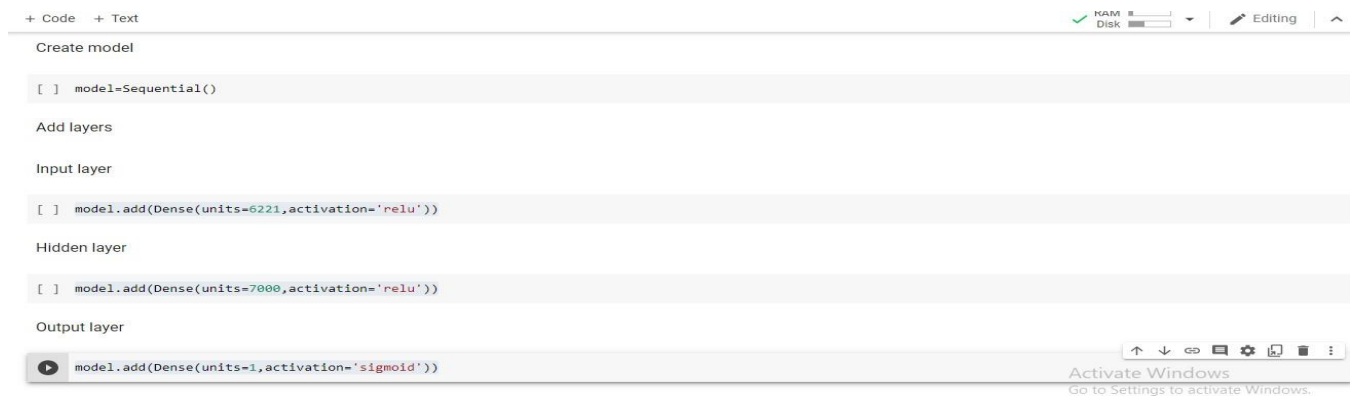 + Code + Text
RAM
Disk
Editing
Create model
[ ] model=Sequential()
Add layers
Input layer
[ ] model.add(Dense(units=6221,activation='relu'))
Hidden layer
[ ] model.add(Dense(units=7000,activation='relu'))
Output layer
model.add(Dense(units=1,activation='sigmoid'))
Activate Windows
Go to Settings to activate Windows.